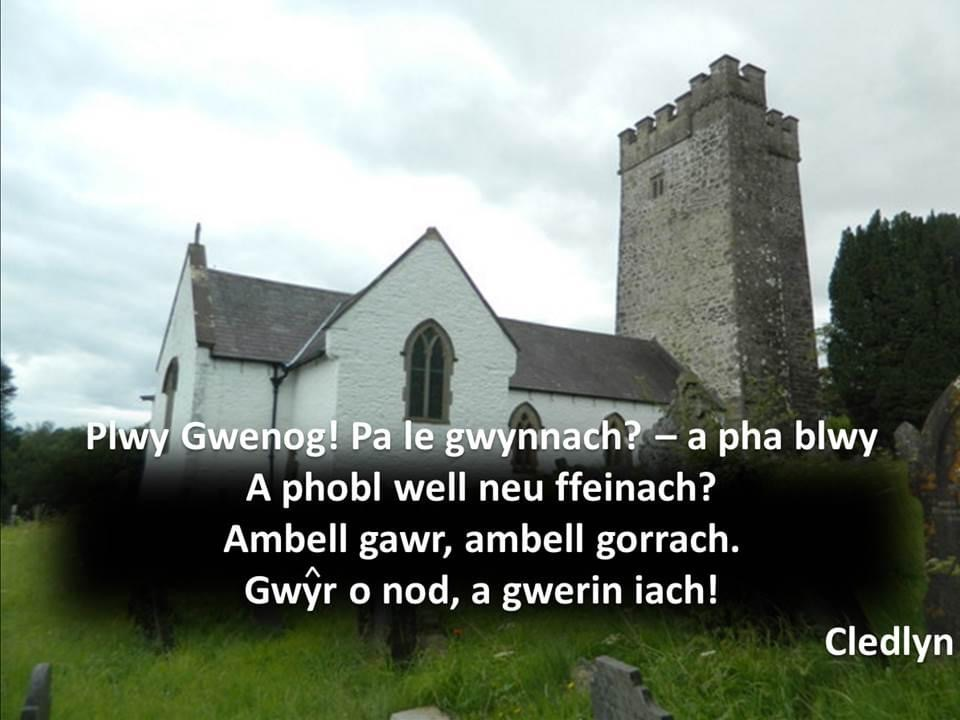 Plwy Gwenog! Pa le gwynnach? – a pha blwy
A phobl well neu ffeinach?
Ambell gawr, ambell gorrach.
Gwŷr o nod, a gwerin iach!
Cledlyn